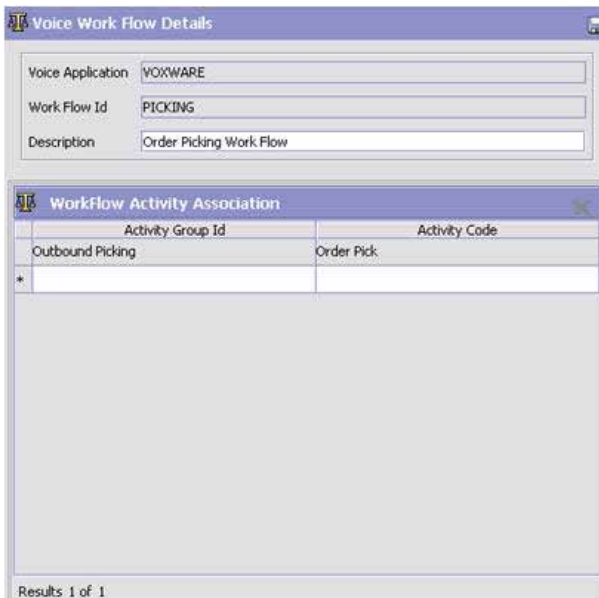 Voice Work Flow Details
Voice Application VOXWARE
Work Flow Id PICKING
Description Order Picking Work Flow
WorkFlow Activity Association
Activity Group Id Activity Code
Outbound Picking Order Pick
*
Results 1 of 1